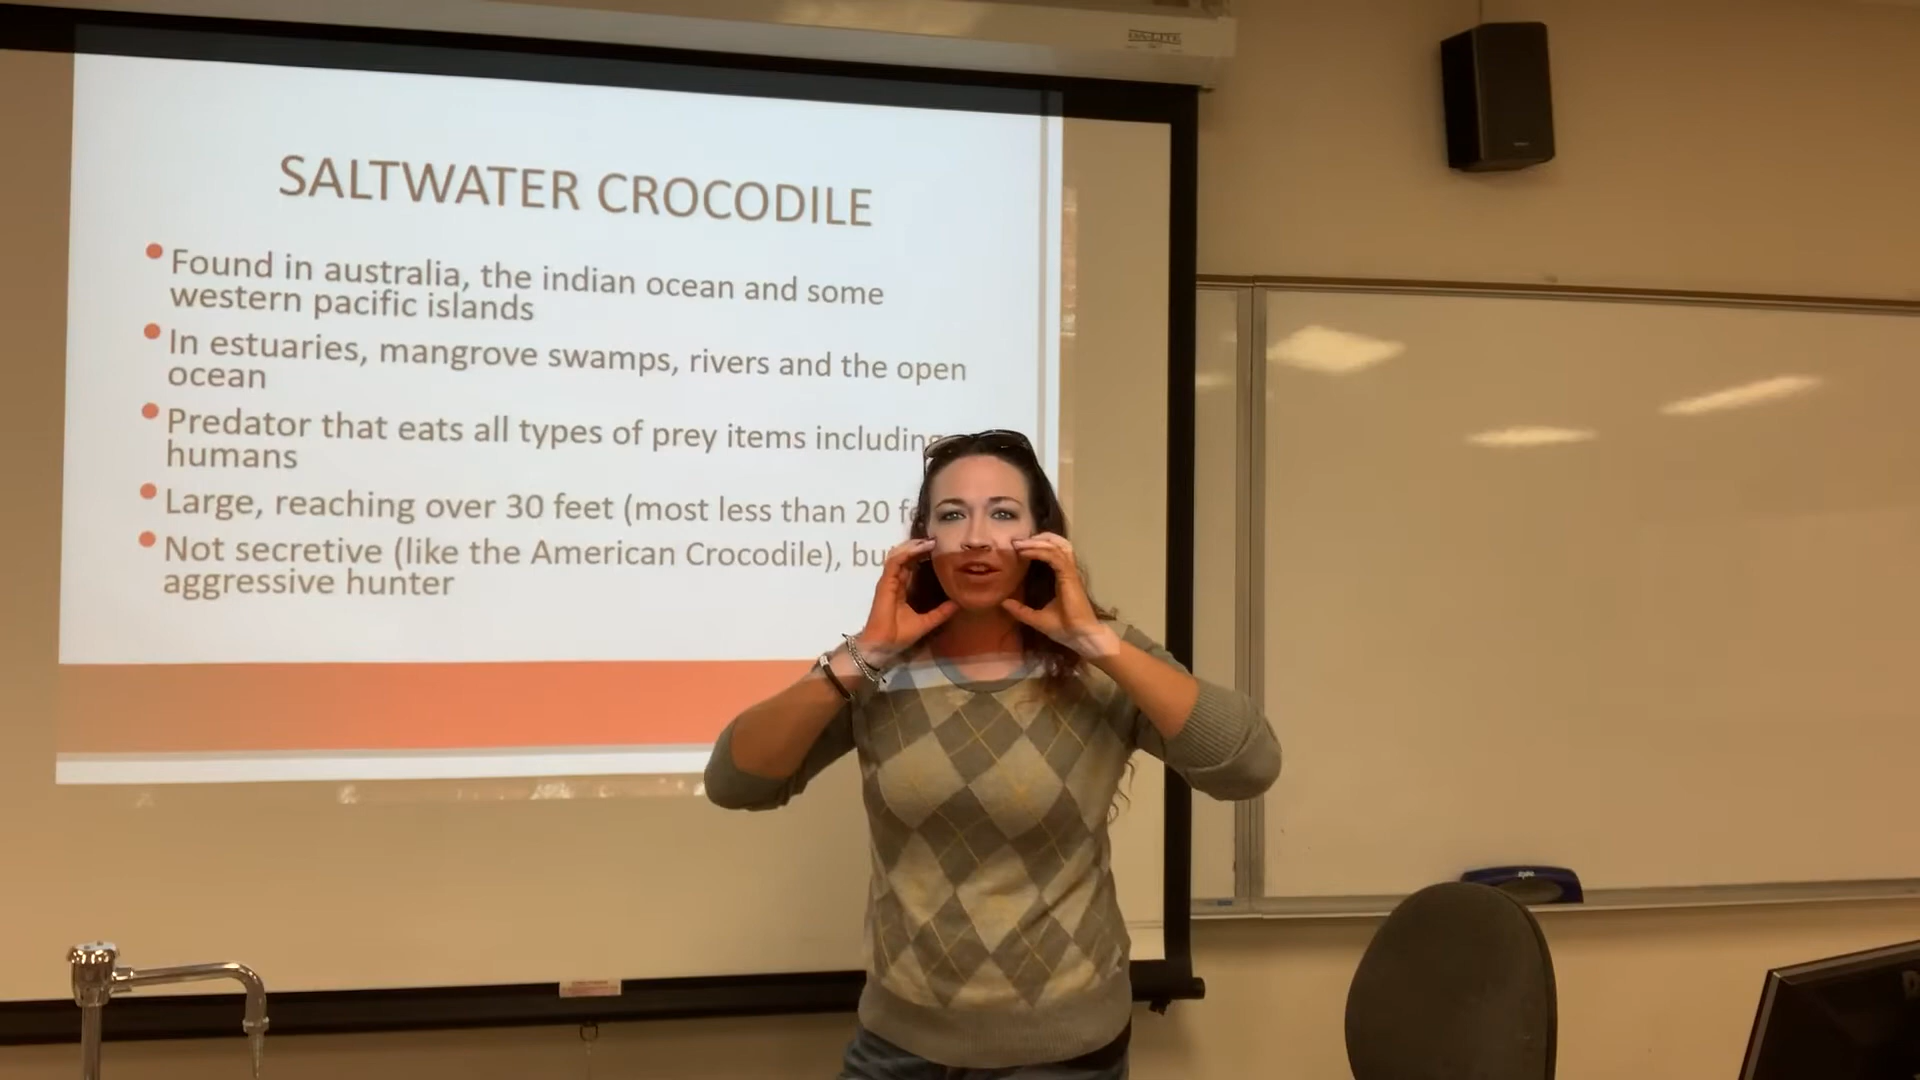 DA-LITE
SALTWATER CROCODILE
Found in australia, the indian ocean and some
western pacific islands
In estuaries, mangrove swamps, rivers and the open
ocean
Predator that eats all types of prey items including
humans
Large, reaching over 30 feet (most less than 20
Not secretive (like the American Crocodile),
aggressive hunter